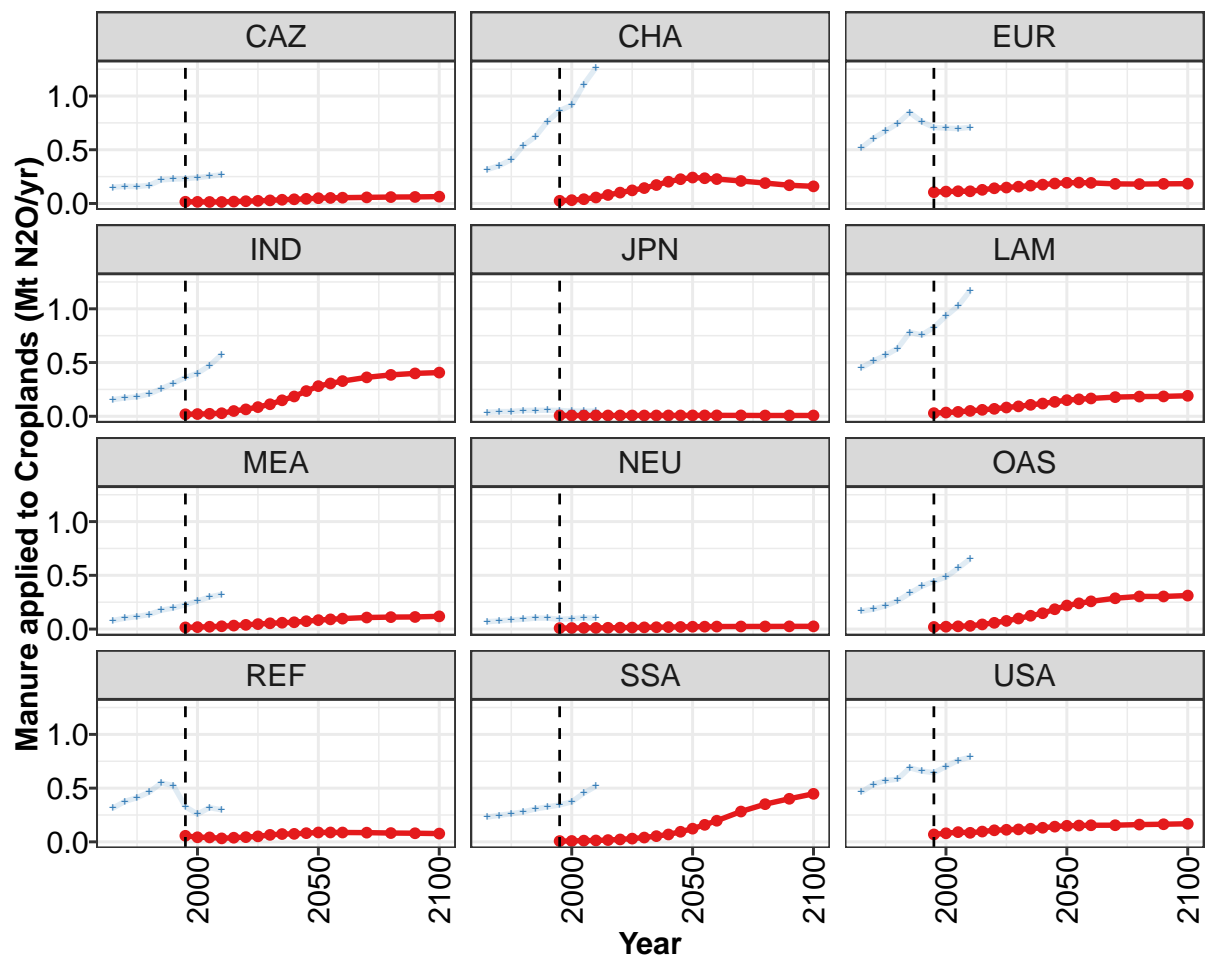 Manure applied to Croplands (Mt N2O/yr)
CAZ
CHA
EUR
1.0
0.5
0.0
IND
JPN
LAM
1.0
0.5
0.0
MEA
NEU
OAS
1.0
0.5
0.0
REF
SSA
USA
1.0
0.5
0.0
2000
2050
2100
2000
2050
2100
2000
2050
2100
Year